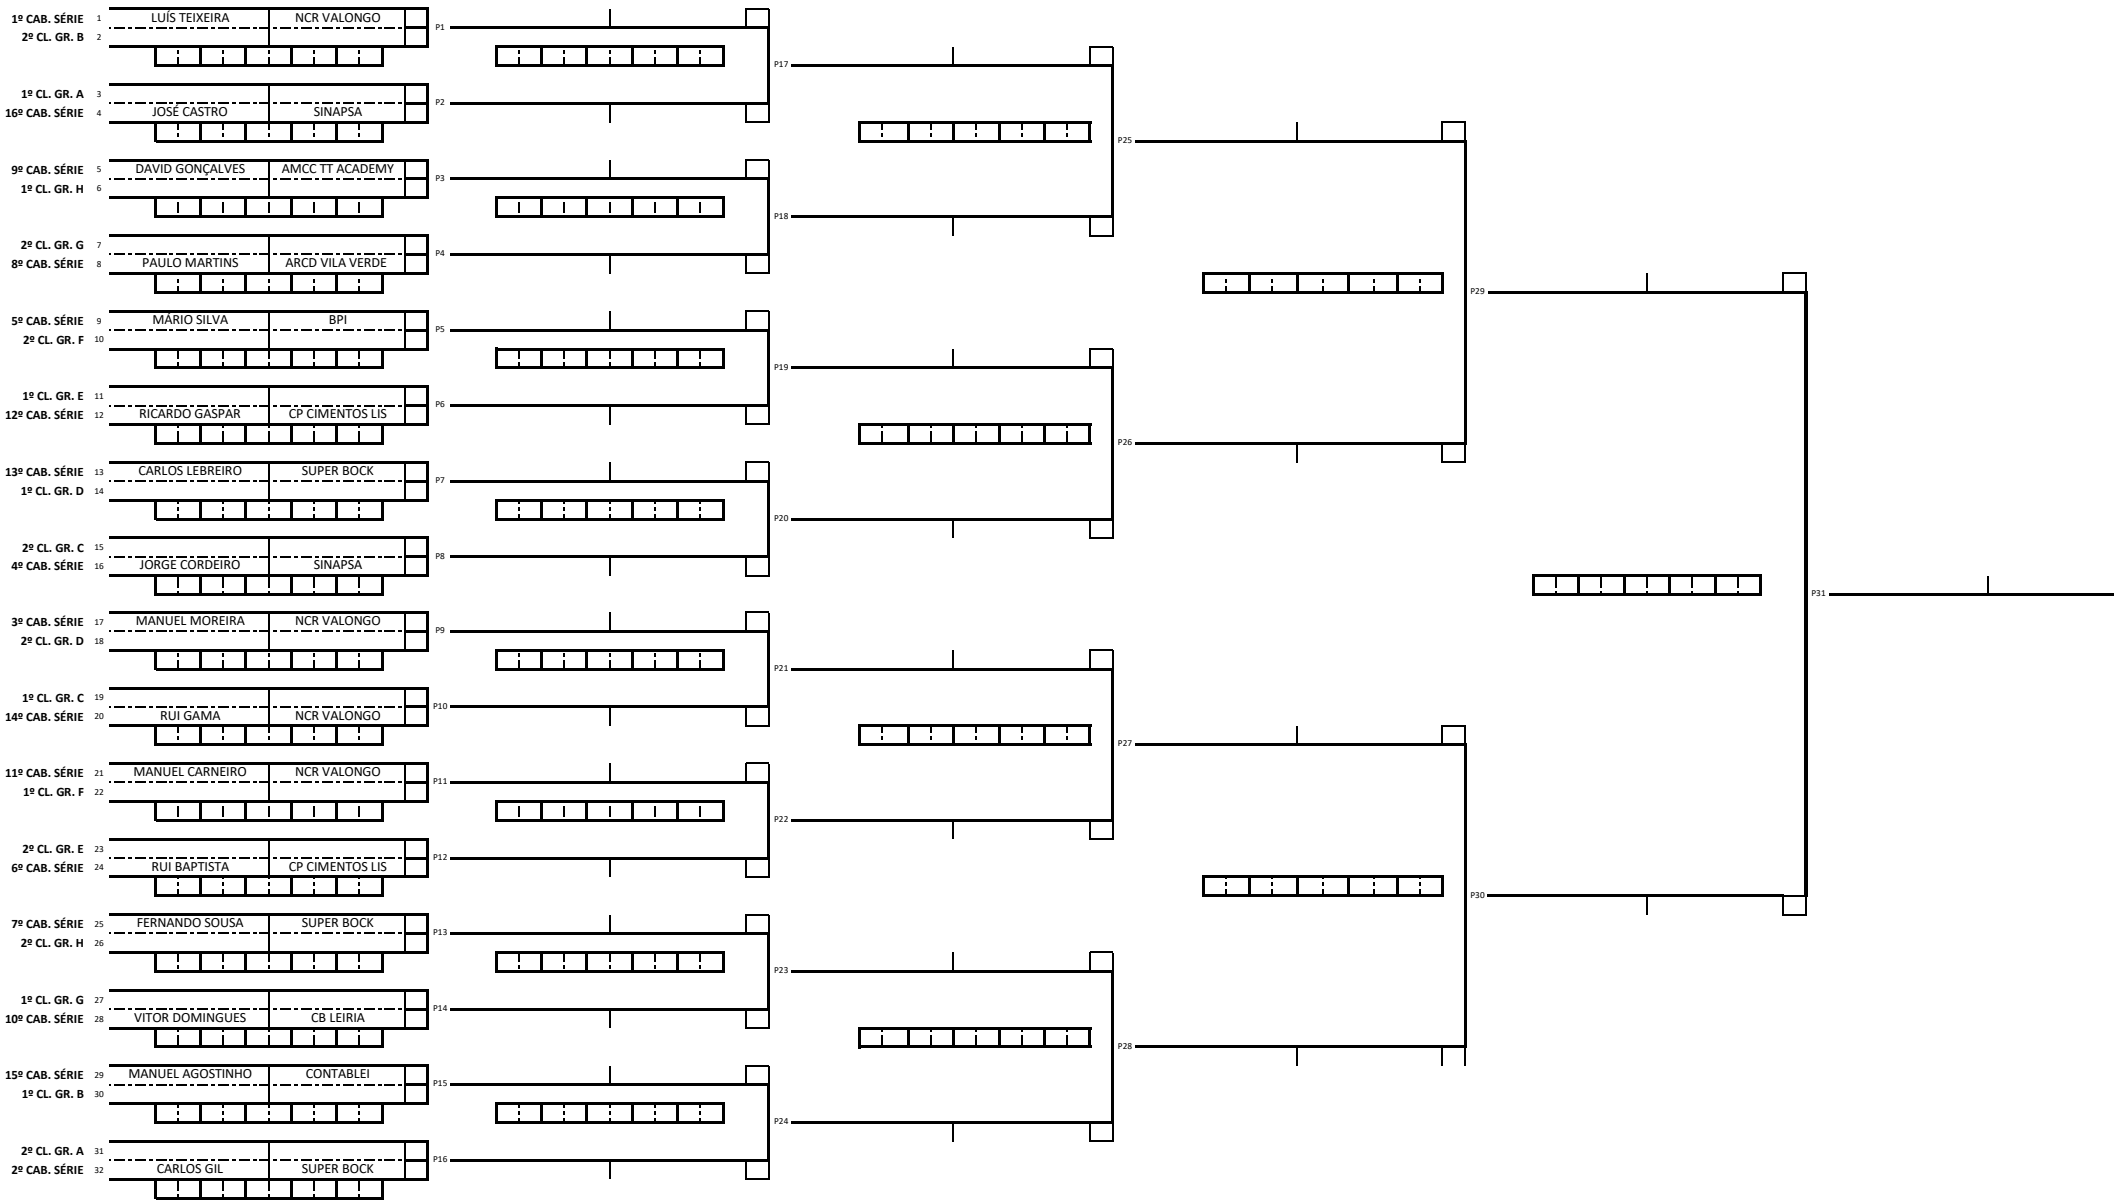 1º CAB. SÉRIE 1 LUÍS TEIXEIRA NCR VALONGO
P1
2º CL. GR. B 2
P17
1º CL. GR. A 3
P2
16º CAB. SÉRIE 4 JOSÉ CASTRO SINAPSA
P25
9º CAB. SÉRIE 5 DAVID GONÇALVES AMCC TT ACADEMY
P3
1º CL. GR. H 6
P18
2º CL. GR. G 7
P4
8º CAB. SÉRIE 8 PAULO MARTINS ARCD VILA VERDE
P29
5º CAB. SÉRIE 9 MÁRIO SILVA BPI
P5
2º CL. GR. F 10
P19
1º CL. GR. E 11
P6
12º CAB. SÉRIE 12 RICARDO GASPAR CP CIMENTOS LIS
P26
13º CAB. SÉRIE 13 CARLOS LEBREIRO SUPER BOCK
P7
1º CL. GR. D 14
P20
2º CL. GR. C 15
P8
4º CAB. SÉRIE 16 JORGE CORDEIRO SINAPSA
P31
3º CAB. SÉRIE 17 MANUEL MOREIRA NCR VALONGO
P9
2º CL. GR. D 18
P21
1º CL. GR. C 19
P10
14º CAB. SÉRIE 20 RUI GAMA NCR VALONGO
P27
11º CAB. SÉRIE 21 MANUEL CARNEIRO NCR VALONGO
P11
1º CL. GR. F 22
P22
2º CL. GR. E 23
P12
6º CAB. SÉRIE 24 RUI BAPTISTA CP CIMENTOS LIS
P30
7º CAB. SÉRIE 25 FERNANDO SOUSA SUPER BOCK
P13
2º CL. GR. H 26
P23
1º CL. GR. G 27
P14
10º CAB. SÉRIE 28 VITOR DOMINGUES CB LEIRIA
P28
15º CAB. SÉRIE 29 MANUEL AGOSTINHO CONTABLEI
P15
1º CL. GR. B 30
P24
2º CL. GR. A 31
P16
2º CAB. SÉRIE 32 CARLOS GIL SUPER BOCK